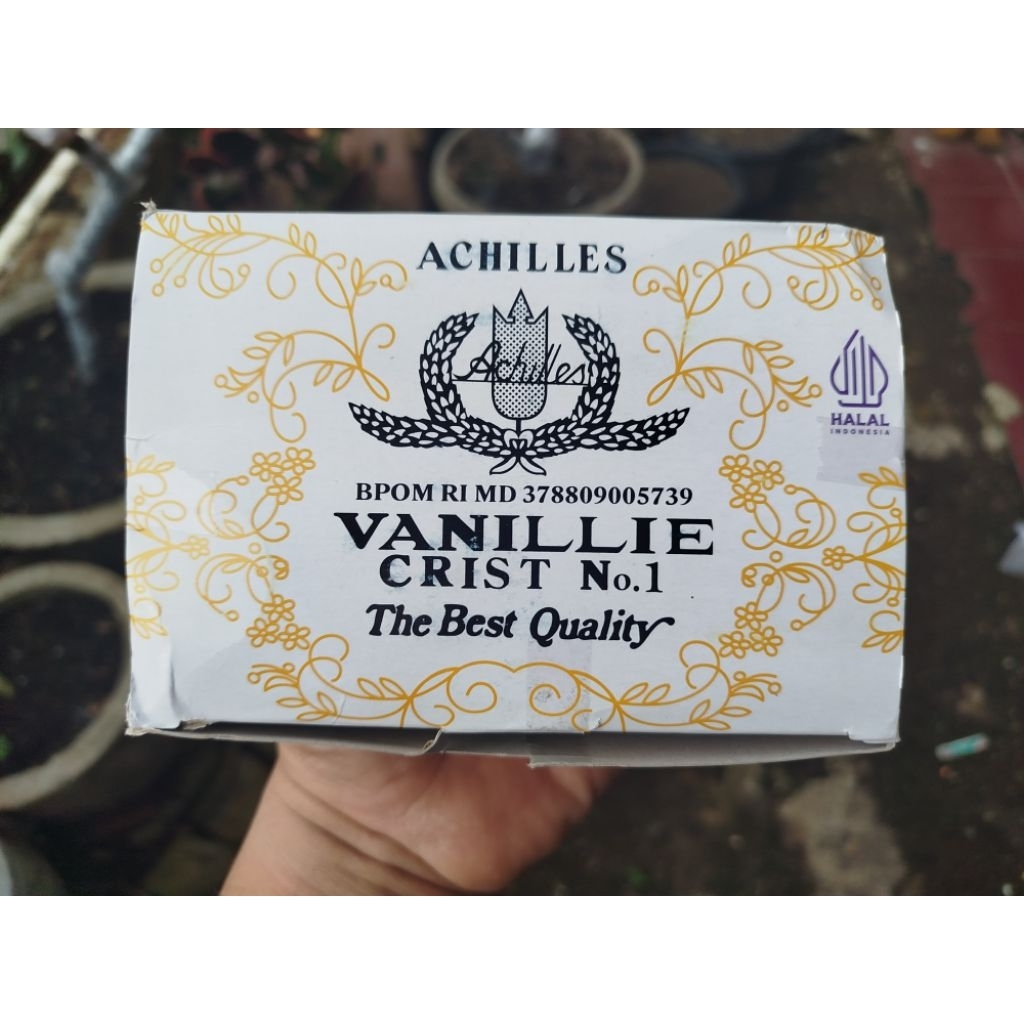 ACHILLES
Achilles
HALAL
INDONESIA
BPOM RI MD 378809005739
VANILLIE
CRIST No.1
The Best Quality